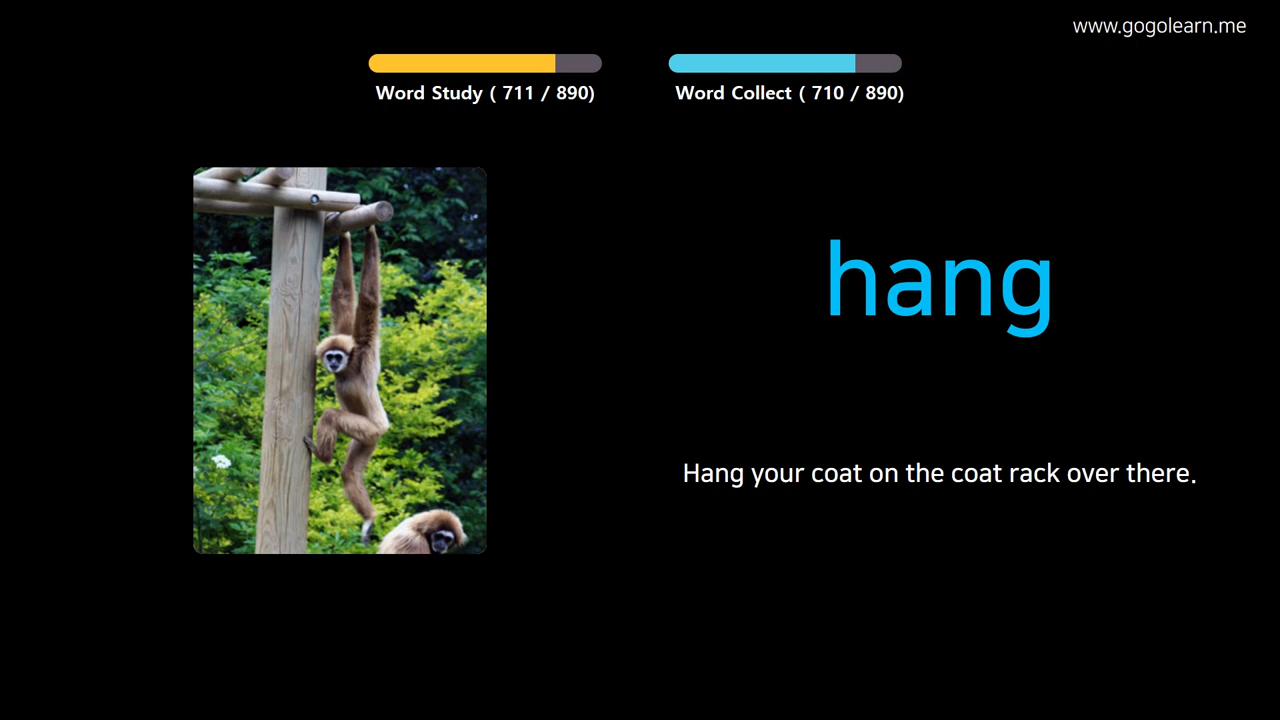 www.gogolearn.me
Word Study ( 711 / 890)
Word Collect ( 710 / 890)
hang
Hang your coat on the coat rack over there.